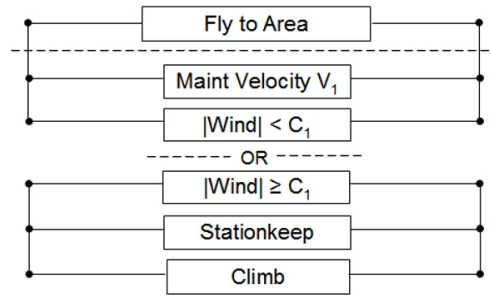 Fly to Area
Maint Velocity V₁
|Wind| < C₁
OR
|Wind| ≥ C₁
Stationkeep
Climb